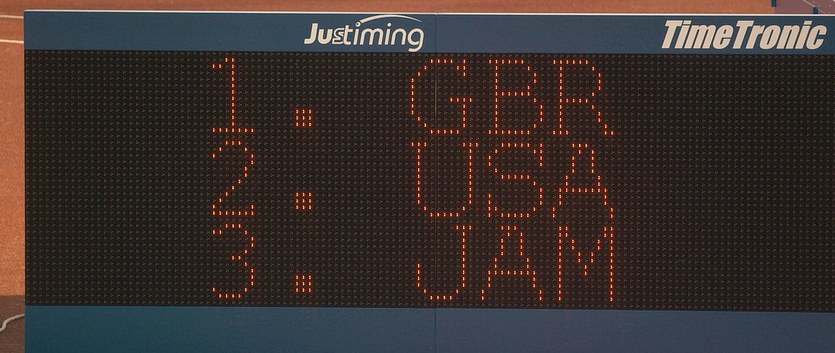 Justiming
TimeTronic
1. GBR
2. USA
3. JAM